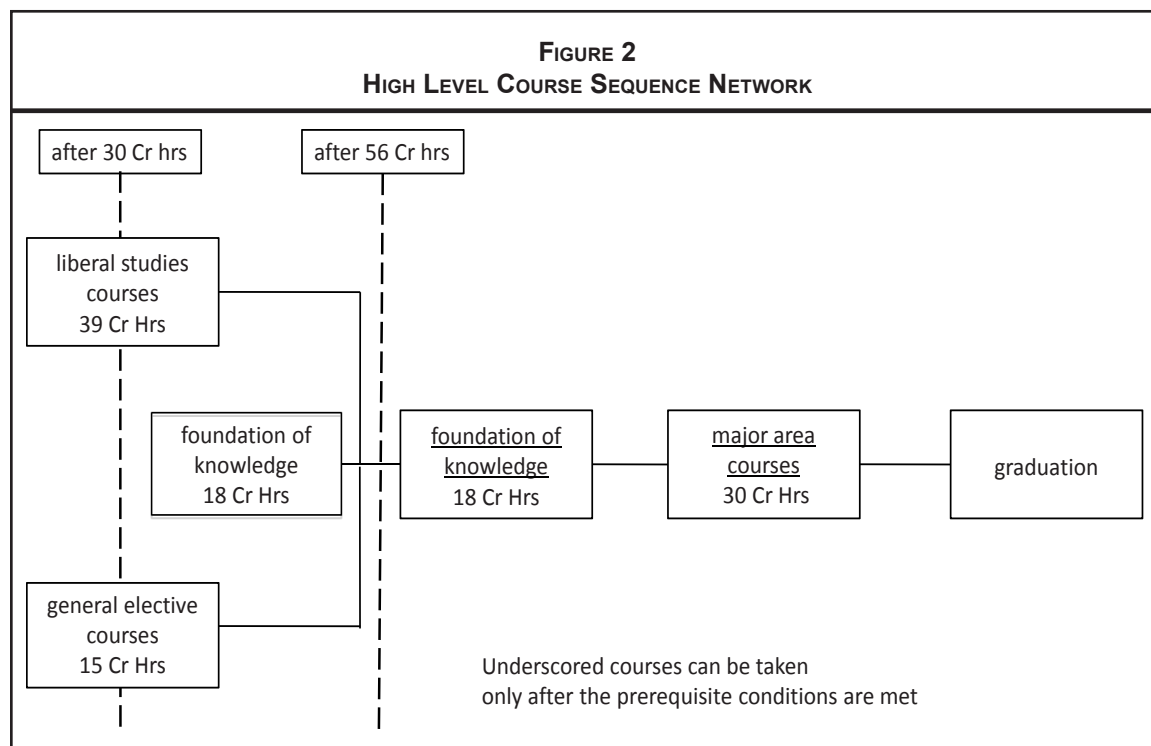 FIGURE 2
HIGH LEVEL COURSE SEQUENCE NETWORK
after 30 Cr hrs
after 56 Cr hrs
liberal studies
courses
39 Cr Hrs
foundation of
knowledge
18 Cr Hrs
foundation of
knowledge
18 Cr Hrs
major area
courses
30 Cr Hrs
graduation
general elective
courses
15 Cr Hrs
Underscored courses can be taken
only after the prerequisite conditions are met